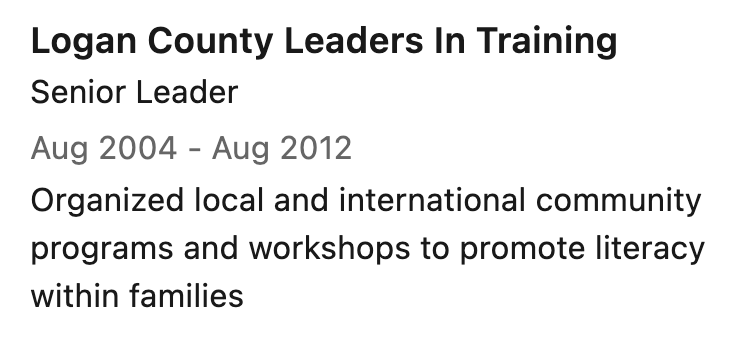 Logan County Leaders In Training
Senior Leader
Aug 2004 - Aug 2012
Organized local and international community
programs and workshops to promote literacy
within families